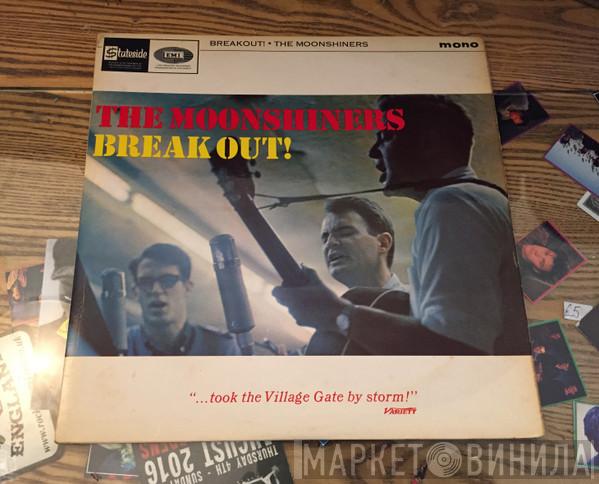 Stateside
EMI
BREAKOUT! • THE MOONSHINERS
mono
THE MOONSHINERS
BREAK OUT!
"...took the Village Gate by storm!"
VARIETY
£5
ENGLAND
THURSDAY 4TH -
AUGUST
2016
МАРКЕТ ВИНИЛА